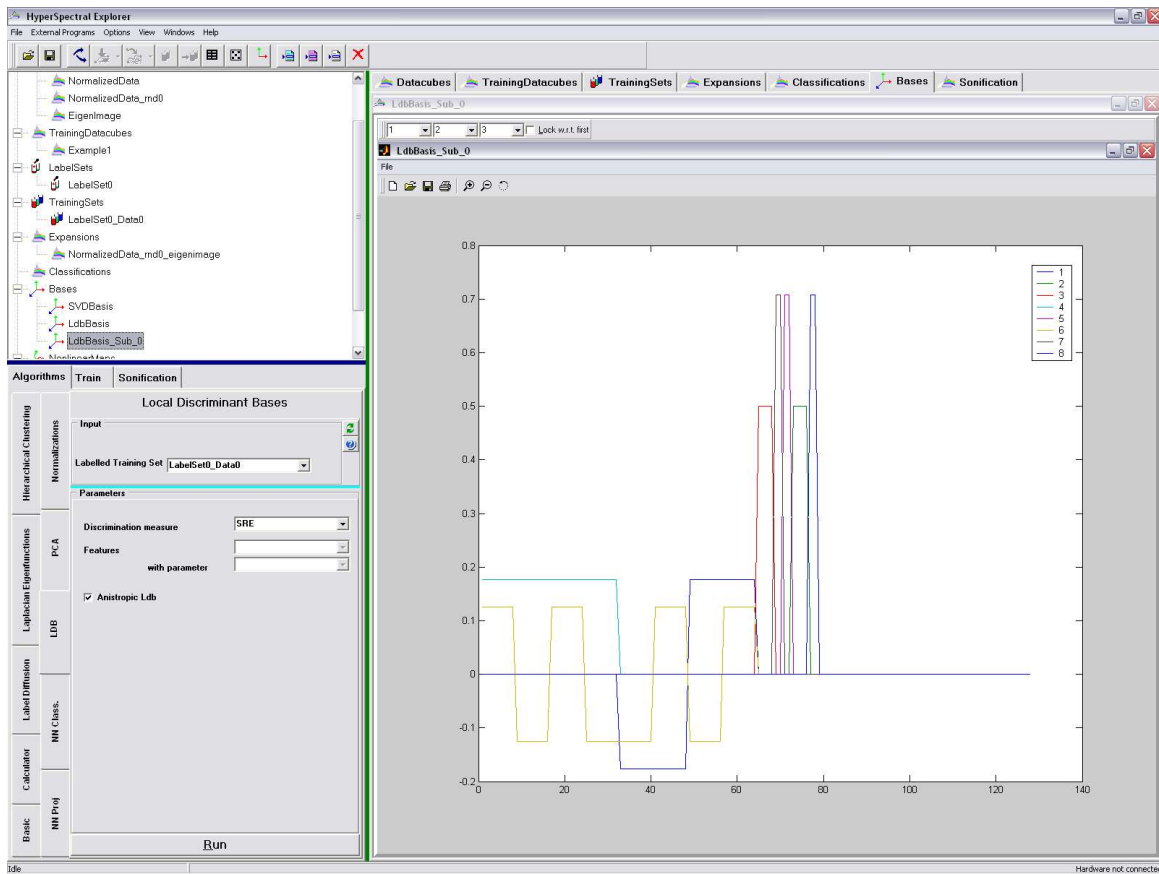 HyperSpectral Explorer
File External Programs Options View Windows Help
NormalizedData
NormalizedData_rnd0
EigenImage
TrainingDatacubes
Example1
LabelSets
LabelSet0
TrainingSets
LabelSet0_Data0
Expansions
NormalizedData_rnd0_eigenimage
Classifications
Bases
SVDBasis
LdbBasis
LdbBasis_Sub_0
NonlinearMaps
Algorithms Train Sonification
Hierarchical Clustering
Laplacian Eigenfunctions
Label Diffusion
Calculator
Basic
Normalizations
PCA
LDB
NN Class.
NN Proj
Local Discriminant Bases
Input
Labelled Training Set LabelSet0_Data0
Parameters
Discrimination measure SRE
Features
with parameter
Anistropic Ldb
Run
Datacubes TrainingDatacubes TrainingSets Expansions Classifications Bases Sonification
LdbBasis_Sub_0
1 2 3 Lock w.r.t. first
LdbBasis_Sub_0
File
0.8
0.7
0.6
0.5
0.4
0.3
0.2
0.1
0
-0.1
-0.2
0 20 40 60 80 100 120 140
1
2
3
4
5
6
7
8
Idle
Hardware not connected